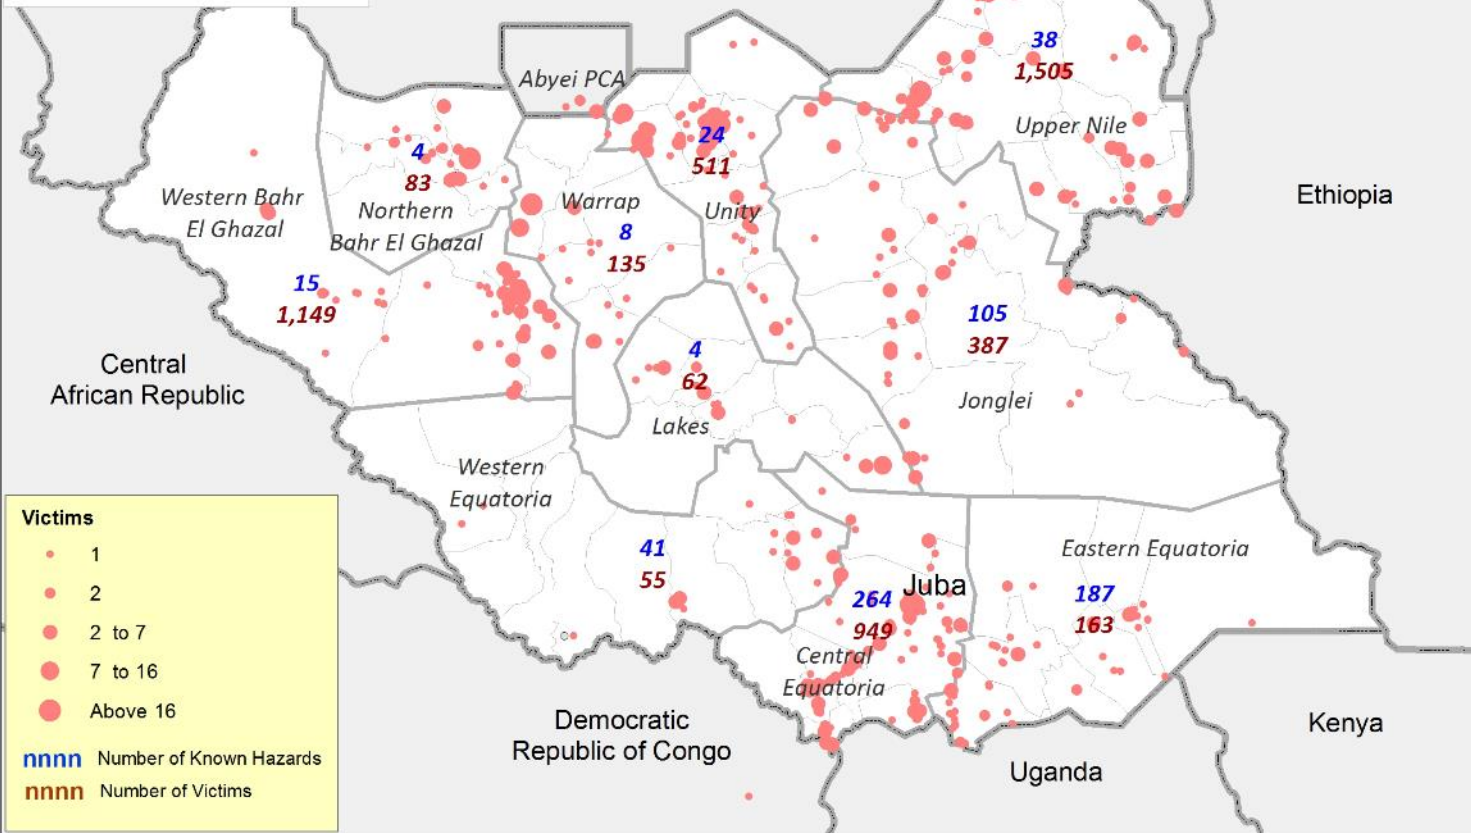 38
1,505
Upper Nile
Abyei PCA
24
511
Unity
4
83
Northern
Bahr El Ghazal
Western Bahr
El Ghazal
Warrap
8
135
Ethiopia
15
1,149
105
387
Jonglei
Central
African Republic
4
62
Lakes
Western
Equatoria
41
55
Eastern Equatoria
187
163
Juba
264
949
Central
Equatoria
Democratic
Republic of Congo
Uganda
Kenya
Victims
1
2
2 to 7
7 to 16
Above 16
nnnn Number of Known Hazards
nnnn Number of Victims